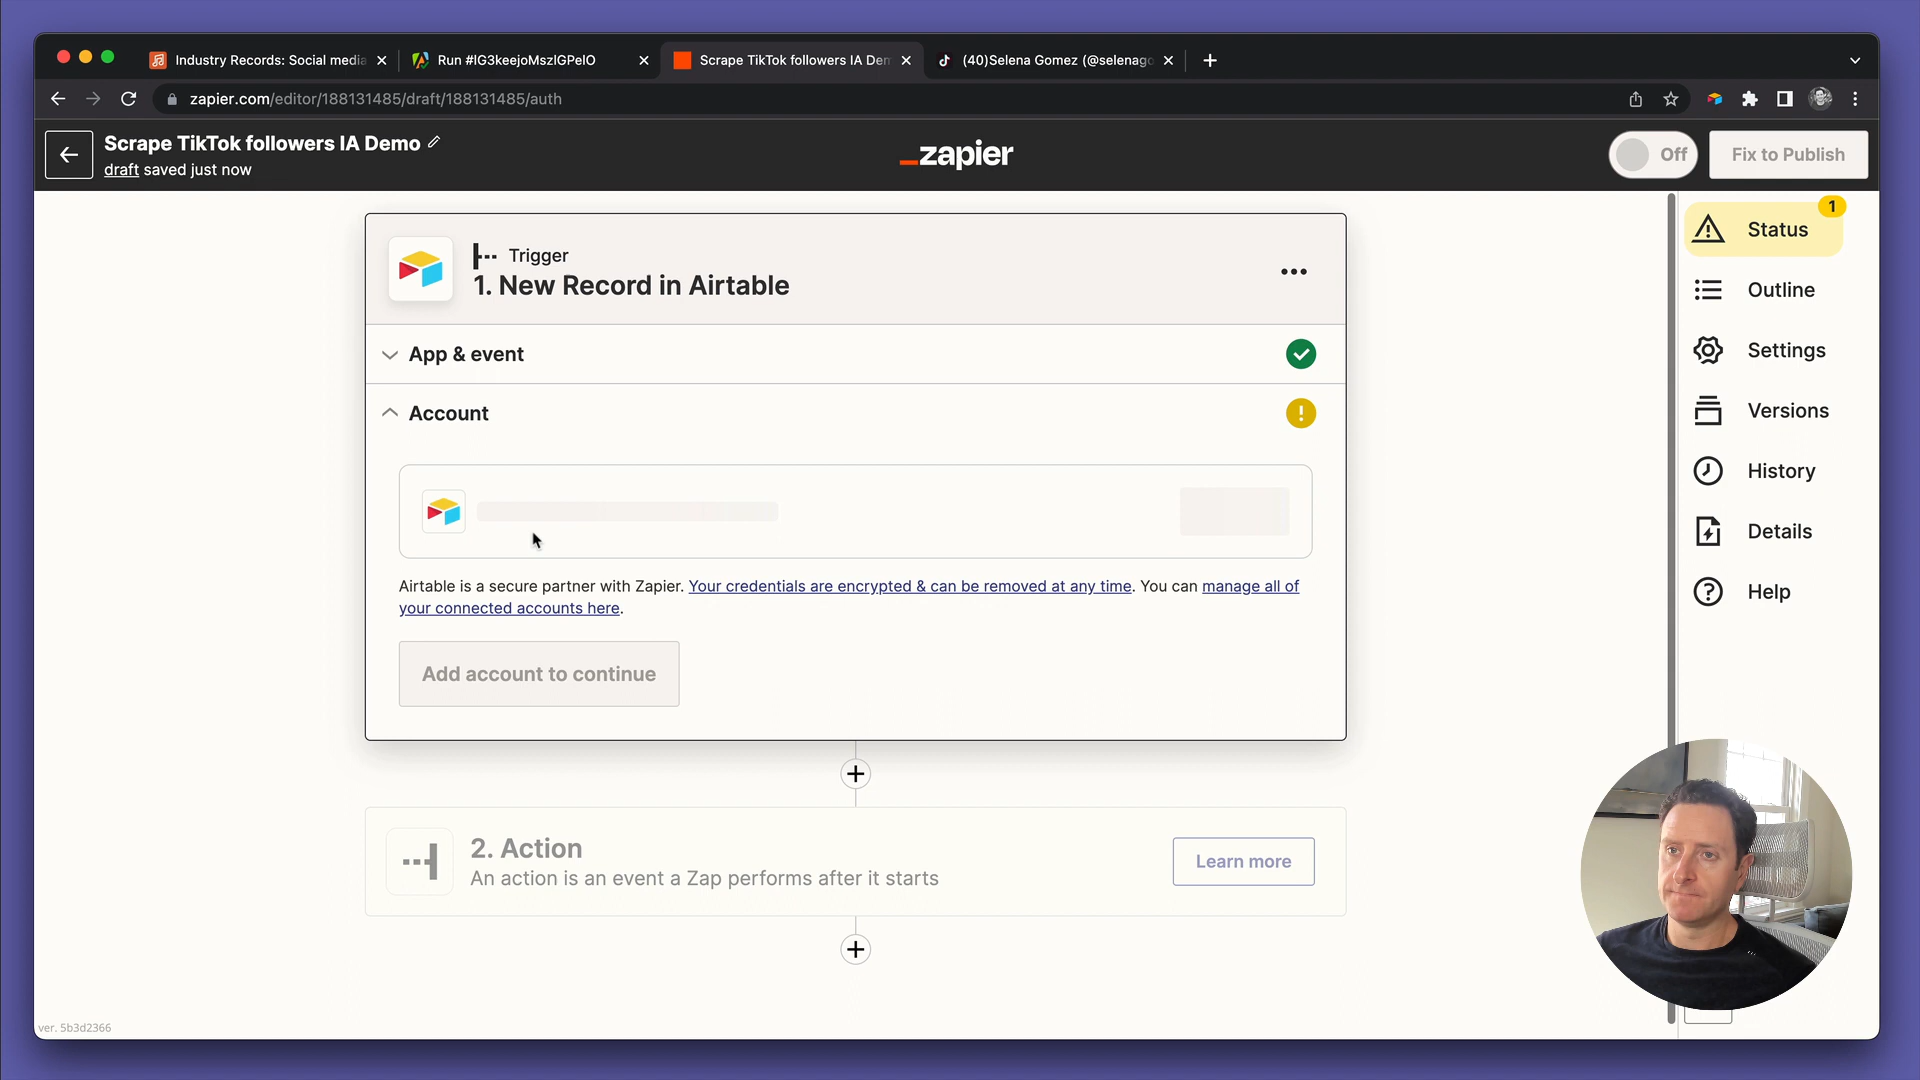 Industry Records: Social media
Run #IG3keejoMszIGPeIO
Scrape TikTok followers IA Den
(40)Selena Gomez (@selenago
zapier.com/editor/188131485/draft/188131485/auth
Scrape TikTok followers IA Demo
draft saved just now
_zapier
Off
Fix to Publish
Trigger
1. New Record in Airtable
App & event
Account
Airtable is a secure partner with Zapier. Your credentials are encrypted & can be removed at any time. You can manage all of
your connected accounts here.
Add account to continue
2. Action
An action is an event a Zap performs after it starts
Learn more
1
Status
Outline
Settings
Versions
History
Details
Help
ver. 5b3d2366